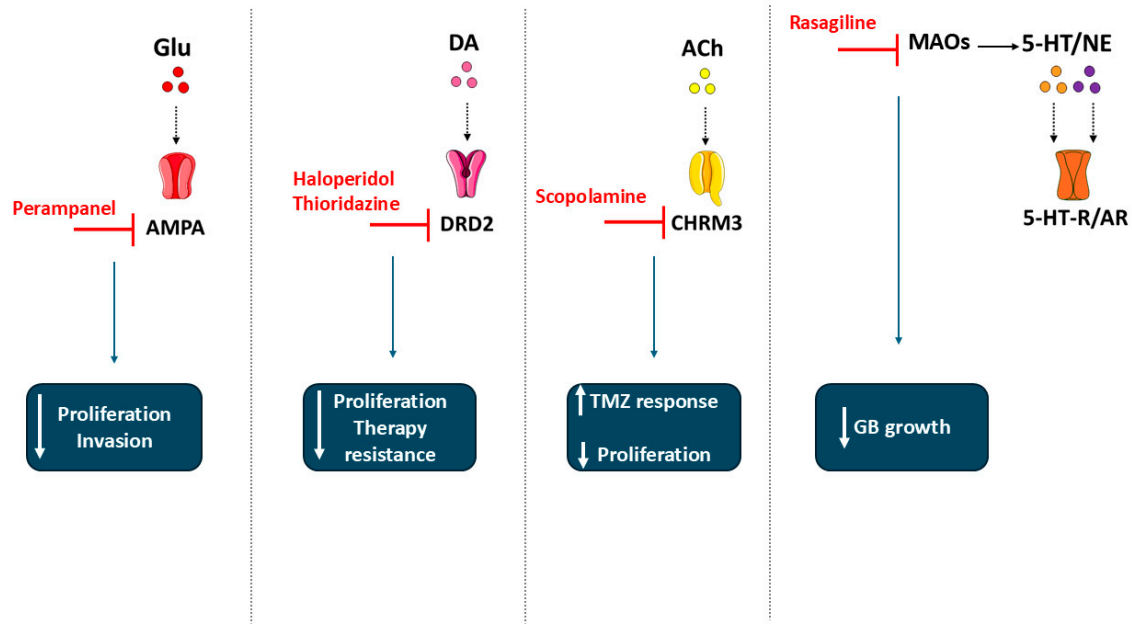 Glu
Perampanel
AMPA
Proliferation
Invasion
DA
Haloperidol
Thioridazine
DRD2
Proliferation
Therapy
resistance
ACh
Scopolamine
CHRM3
TMZ response
Proliferation
Rasagiline
MAOs
5-HT/NE
5-HT-R/AR
GB growth